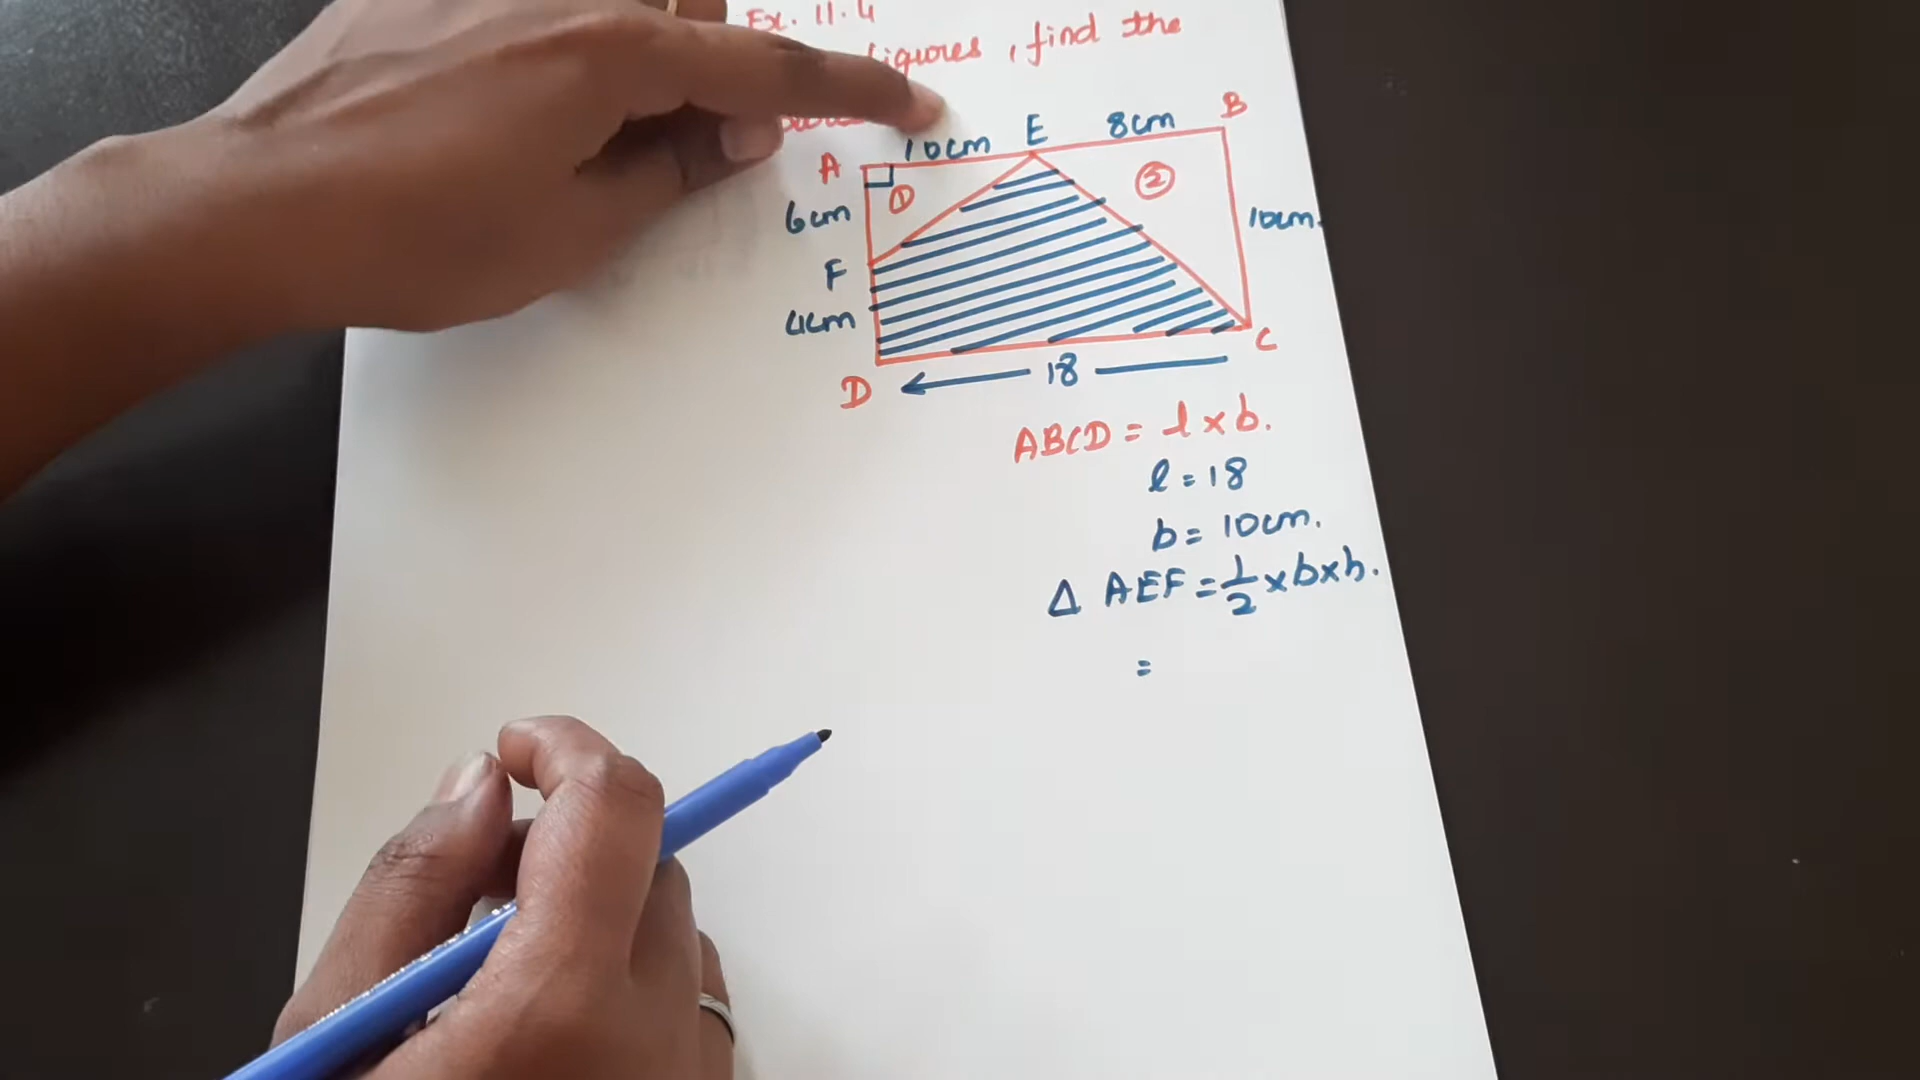 Ex. 11.4
figures, find the
10cm E 8cm B
A
① ②
6cm 10cm.
F
4cm
C
18
D
ABCD = l x b.
l = 18
b = 10cm.
Δ AEF = 1/2 x b x h.
=